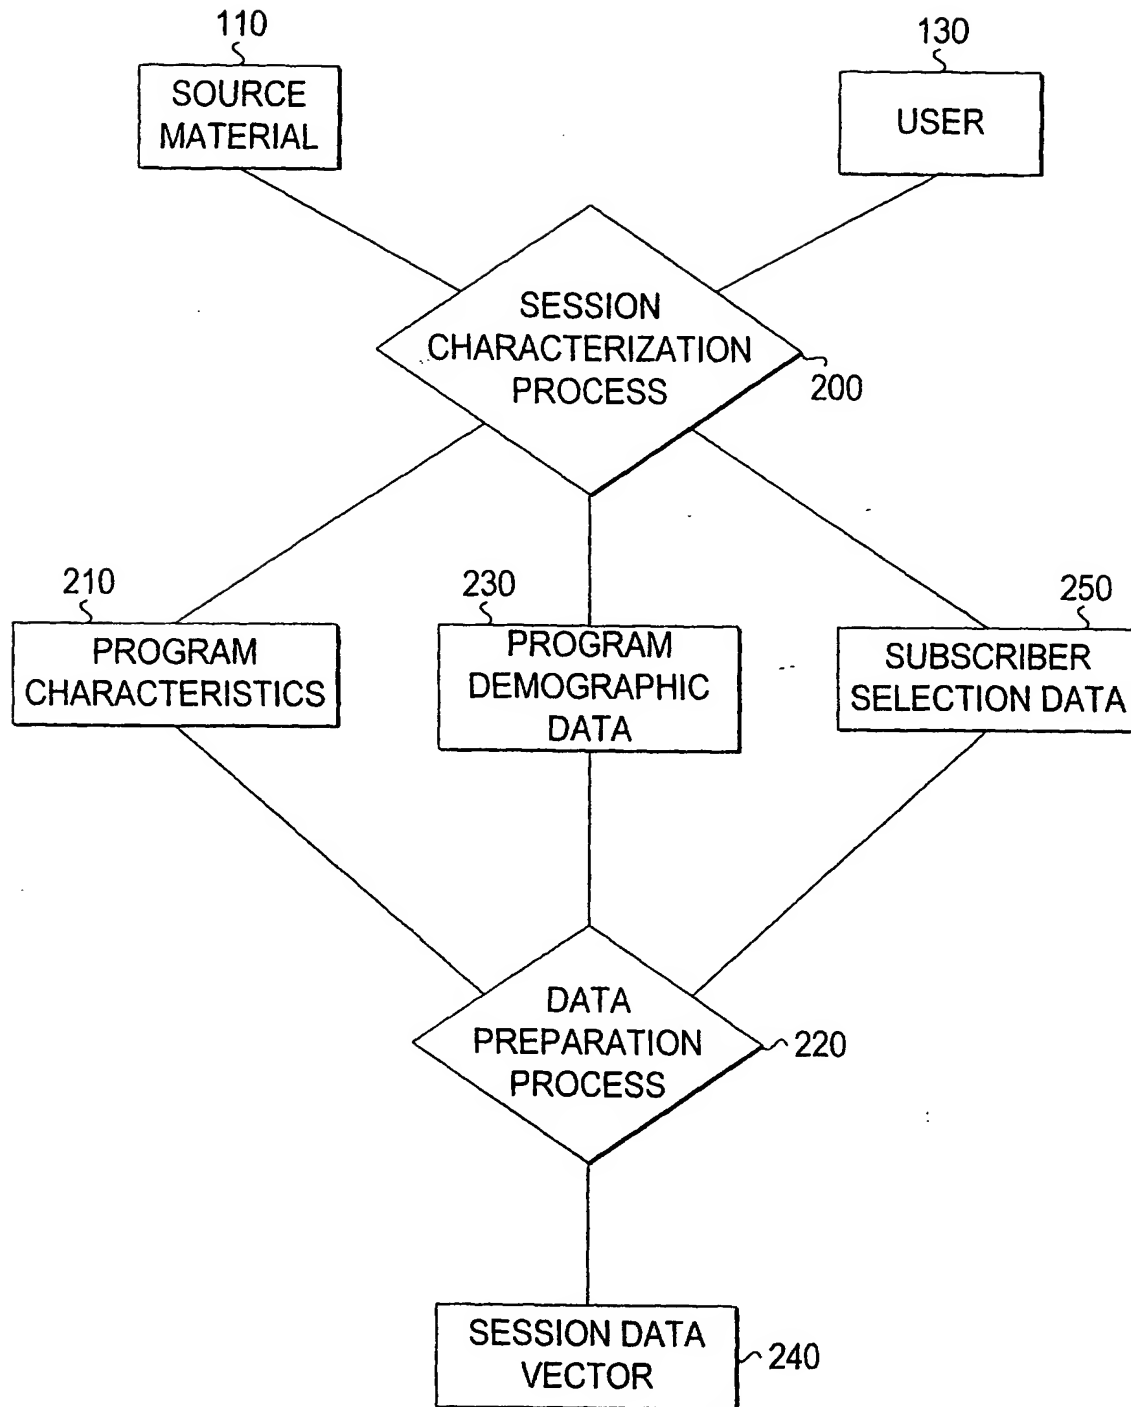 110
SOURCE
MATERIAL
130
USER
SESSION
CHARACTERIZATION
PROCESS
200
210
PROGRAM
CHARACTERISTICS
230
PROGRAM
DEMOGRAPHIC
DATA
250
SUBSCRIBER
SELECTION DATA
DATA
PREPARATION
PROCESS
220
SESSION DATA
VECTOR
240